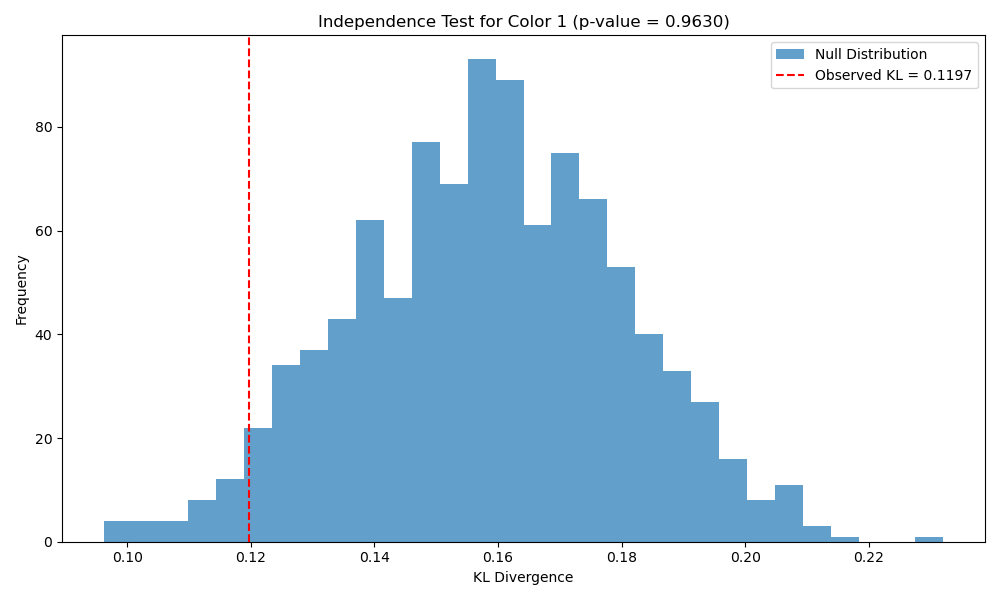 Independence Test for Color 1 (p-value = 0.9630)
Null Distribution
Observed KL = 0.1197
Frequency
80
60
40
20
0
0.10 0.12 0.14 0.16 0.18 0.20 0.22
KL Divergence